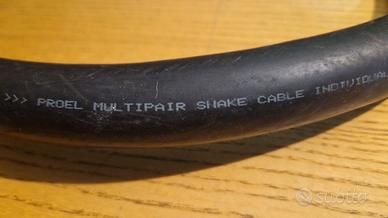 >>> PROEL MULTIPAIR SNAKE CABLE INDIVIDUAL
subito